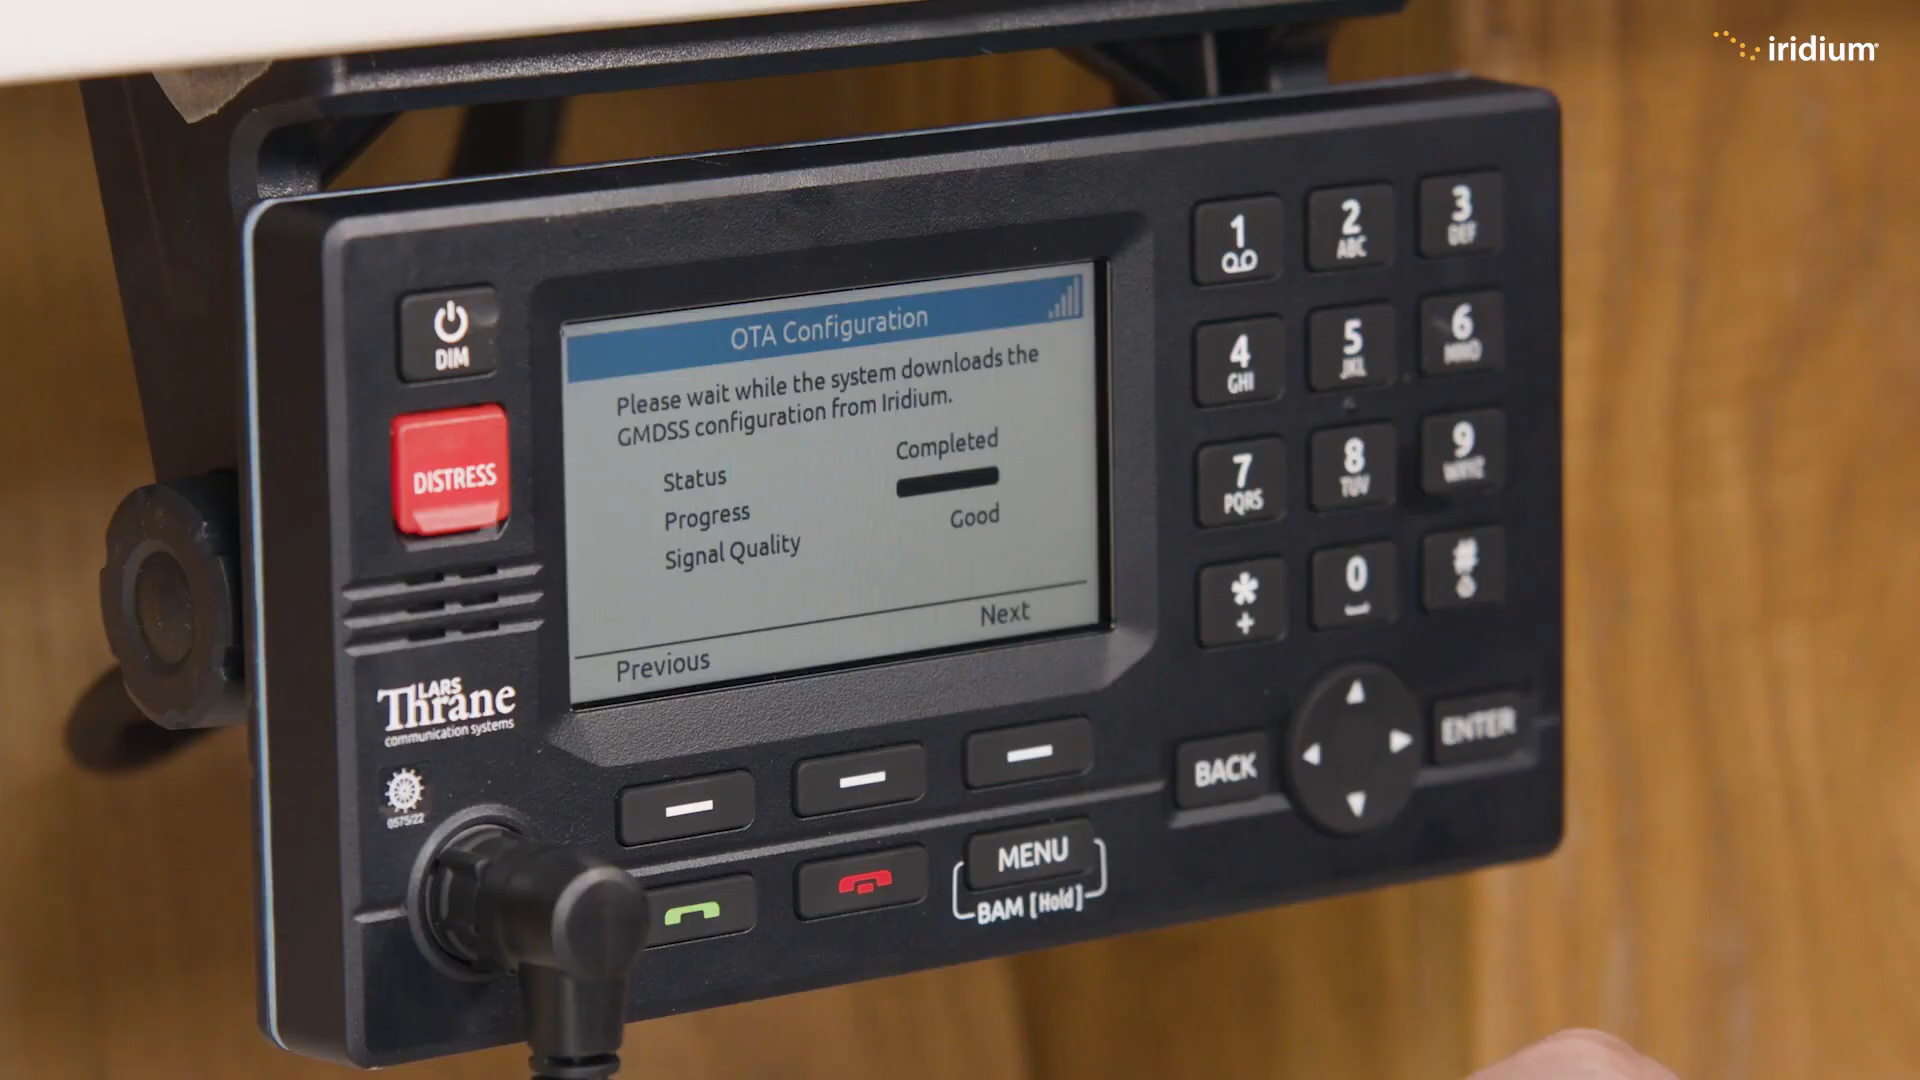 iridium
OTA Configuration
Please wait while the system downloads the
GMDSS configuration from Iridium.
Status Completed
Progress
Signal Quality Good
Previous Next
DIM
DISTRESS
LARS
Thrane
communication systems
0575/22
1
2 ABC
3 DEF
4 GHI
5 JKL
6 MNO
7 PQRS
8 TUV
9 WXYZ
* +
0
#
BACK
ENTER
MENU
BAM [Hold]